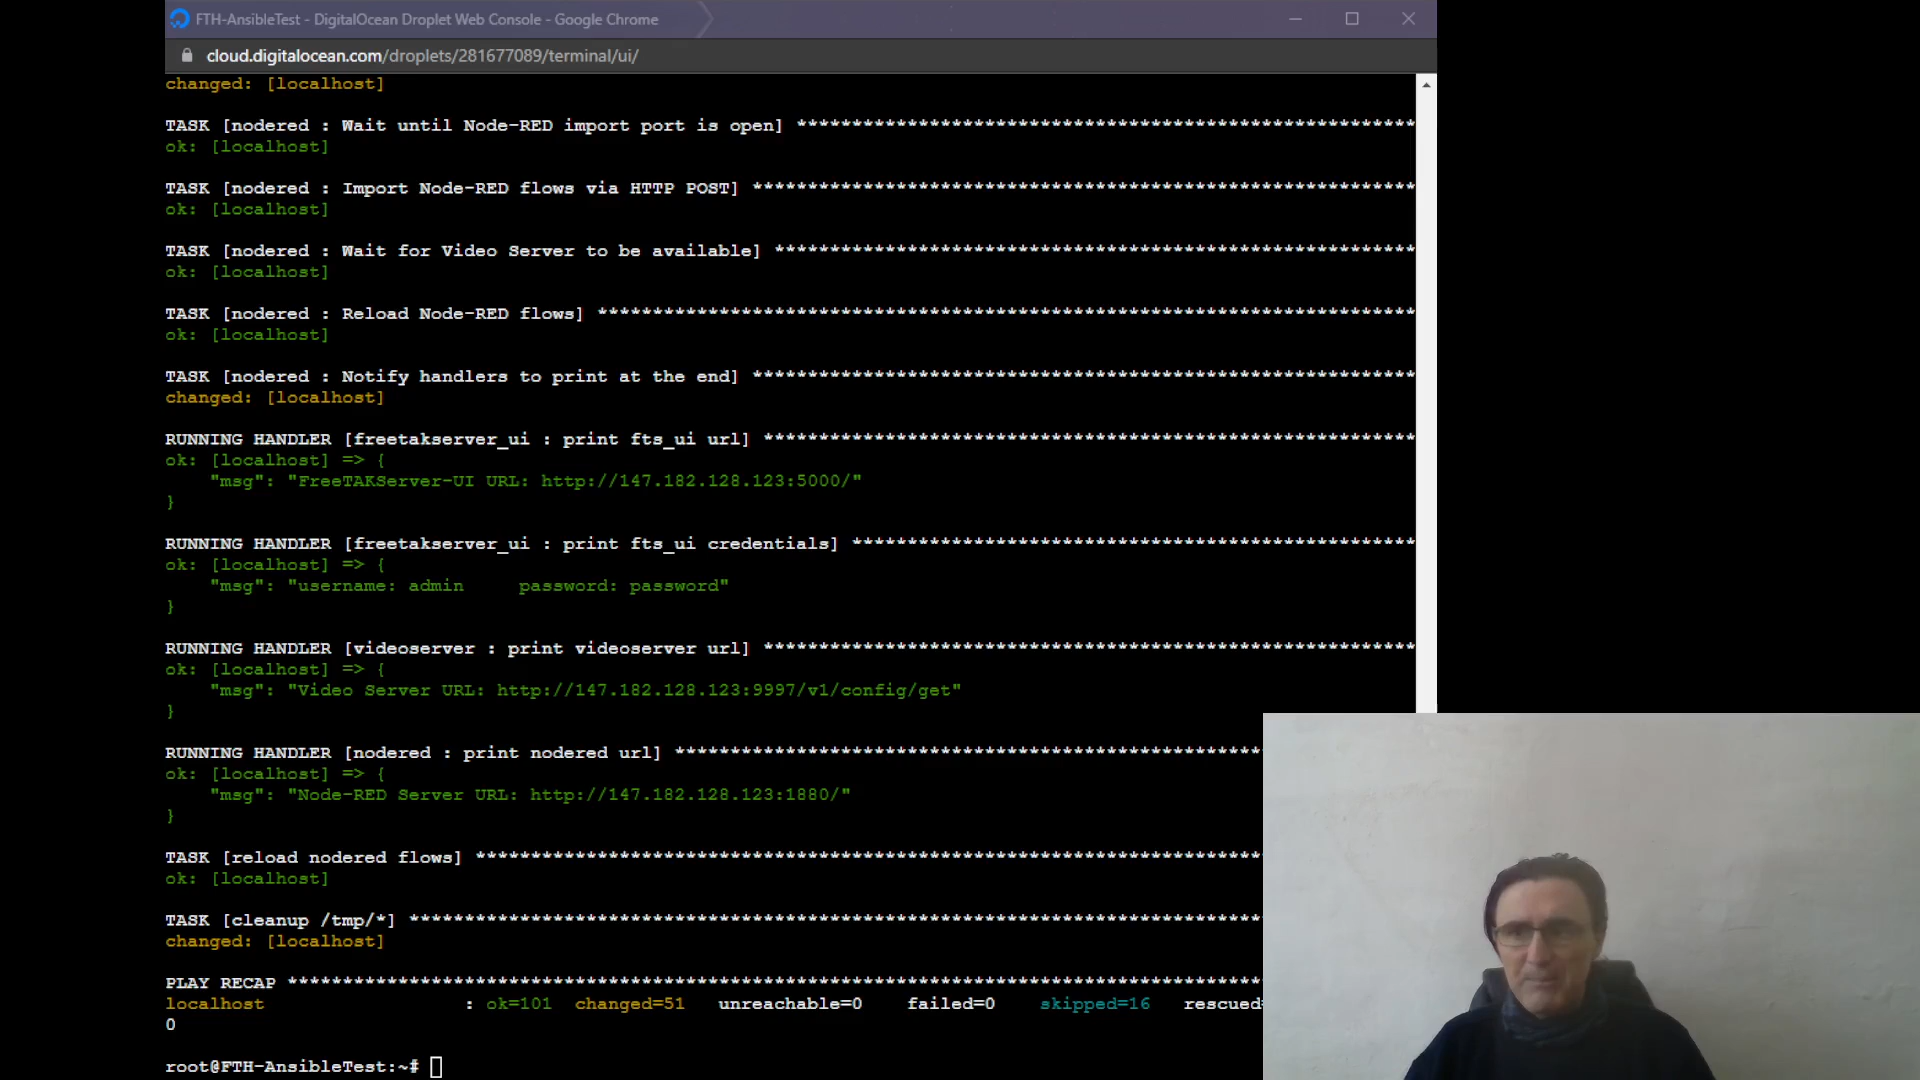 FTH-AnsibleTest - DigitalOcean Droplet Web Console - Google Chrome
cloud.digitalocean.com/droplets/281677089/terminal/ui/
changed: [localhost]
TASK [nodered : Wait until Node-RED import port is open] ********************************************************
ok: [localhost]
TASK [nodered : Import Node-RED flows via HTTP POST] ************************************************************
ok: [localhost]
TASK [nodered : Wait for Video Server to be available] **********************************************************
ok: [localhost]
TASK [nodered : Reload Node-RED flows] **************************************************************************
ok: [localhost]
TASK [nodered : Notify handlers to print at the end] ************************************************************
changed: [localhost]
RUNNING HANDLER [freetakserver_ui : print fts_ui url] ***********************************************************
ok: [localhost] => {
"msg": "FreeTAKServer-UI URL: http://147.182.128.123:5000/"
}
RUNNING HANDLER [freetakserver_ui : print fts_ui credentials] ***************************************************
ok: [localhost] => {
"msg": "username: admin     password: password"
}
RUNNING HANDLER [videoserver : print videoserver url] ***********************************************************
ok: [localhost] => {
"msg": "Video Server URL: http://147.182.128.123:9997/v1/config/get"
}
RUNNING HANDLER [nodered : print nodered url] *****************************************************
ok: [localhost] => {
"msg": "Node-RED Server URL: http://147.182.128.123:1880/"
}
TASK [reload nodered flows] ***********************************************************************
ok: [localhost]
TASK [cleanup /tmp/*] *****************************************************************************
changed: [localhost]
PLAY RECAP ****************************************************************************************
localhost                  : ok=101  changed=51   unreachable=0    failed=0    skipped=16   rescued=
0
root@FTH-AnsibleTest:~#